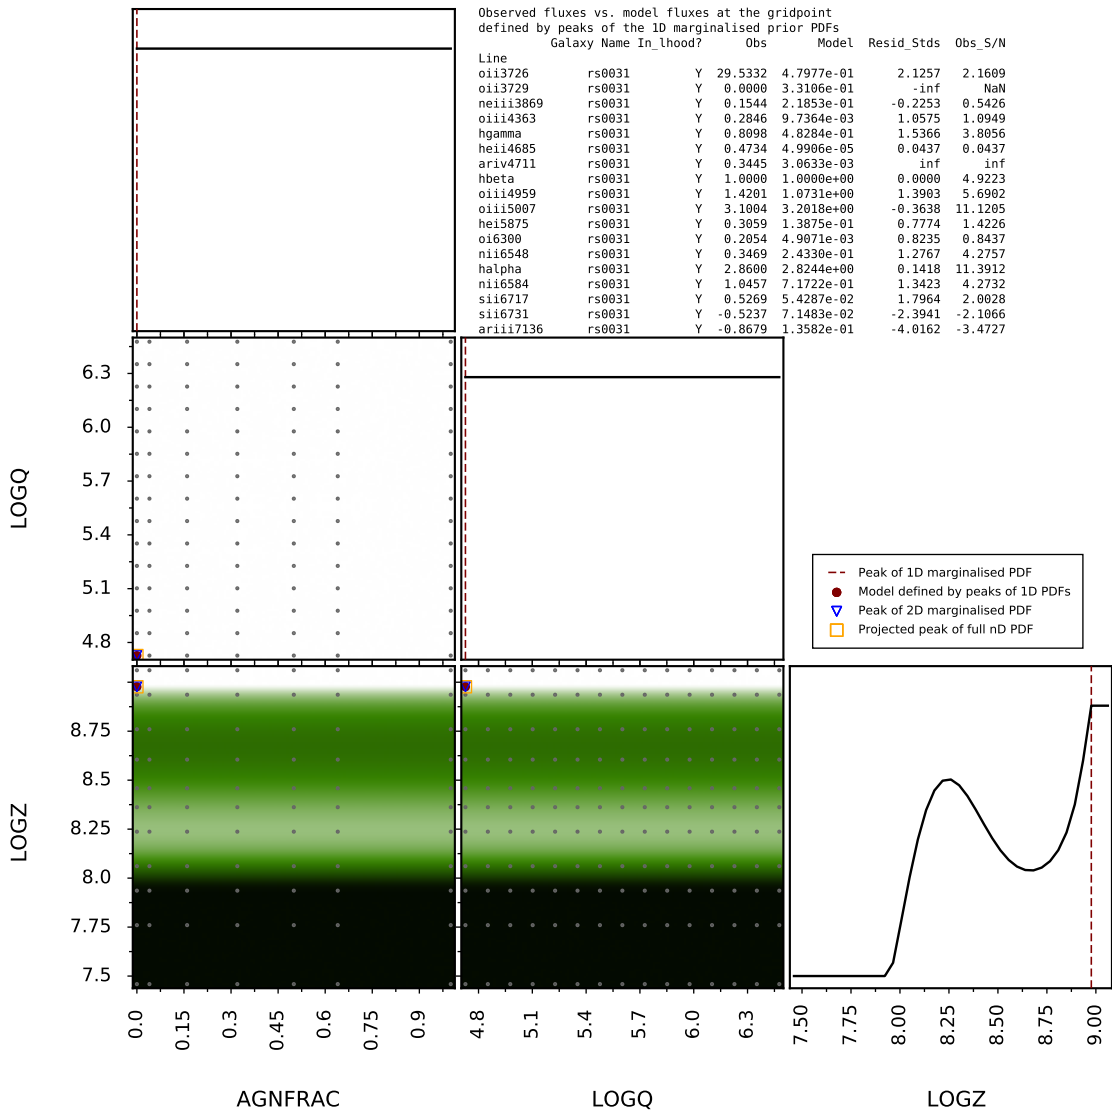 Observed fluxes vs. model fluxes at the gridpoint
defined by peaks of the 1D marginalised prior PDFs
Galaxy Name In_lhood? Obs Model Resid_Stds Obs_S/N
Line
oii3726 rs0031 Y 29.5332 4.7977e-01 2.1257 2.1609
oii3729 rs0031 Y 0.0000 3.3106e-01 -inf NaN
neiii3869 rs0031 Y 0.1544 2.1853e-01 -0.2253 0.5426
oiii4363 rs0031 Y 0.2846 9.7364e-03 1.0575 1.0949
hgamma rs0031 Y 0.8098 4.8284e-01 1.5366 3.8056
heii4685 rs0031 Y 0.4734 4.9906e-05 0.0437 0.0437
ariv4711 rs0031 Y 0.3445 3.0633e-03 inf inf
hbeta rs0031 Y 1.0000 1.0000e+00 0.0000 4.9223
oiii4959 rs0031 Y 1.4201 1.0731e+00 1.3903 5.6902
oiii5007 rs0031 Y 3.1004 3.2018e+00 -0.3638 11.1205
hei5875 rs0031 Y 0.3059 1.3875e-01 0.7774 1.4226
oi6300 rs0031 Y 0.2054 4.9071e-03 0.8235 0.8437
nii6548 rs0031 Y 0.3469 2.4330e-01 1.2767 4.2757
halpha rs0031 Y 2.8600 2.8244e+00 0.1418 11.3912
nii6584 rs0031 Y 1.0457 7.1722e-01 1.3423 4.2732
sii6717 rs0031 Y 0.5269 5.4287e-02 1.7964 2.0028
sii6731 rs0031 Y -0.5237 7.1483e-02 -2.3941 -2.1066
ariii7136 rs0031 Y -0.8679 1.3582e-01 -4.0162 -3.4727
LOGQ
6.3
6.0
5.7
5.4
5.1
4.8
Peak of 1D marginalised PDF
Model defined by peaks of 1D PDFs
Peak of 2D marginalised PDF
Projected peak of full nD PDF
LOGZ
8.75
8.5
8.25
8.0
7.75
7.5
0.0 0.15 0.3 0.45 0.6 0.75 0.9
4.8 5.1 5.4 5.7 6.0 6.3
7.50 7.75 8.00 8.25 8.50 8.75 9.00
AGNFRAC LOGQ LOGZ